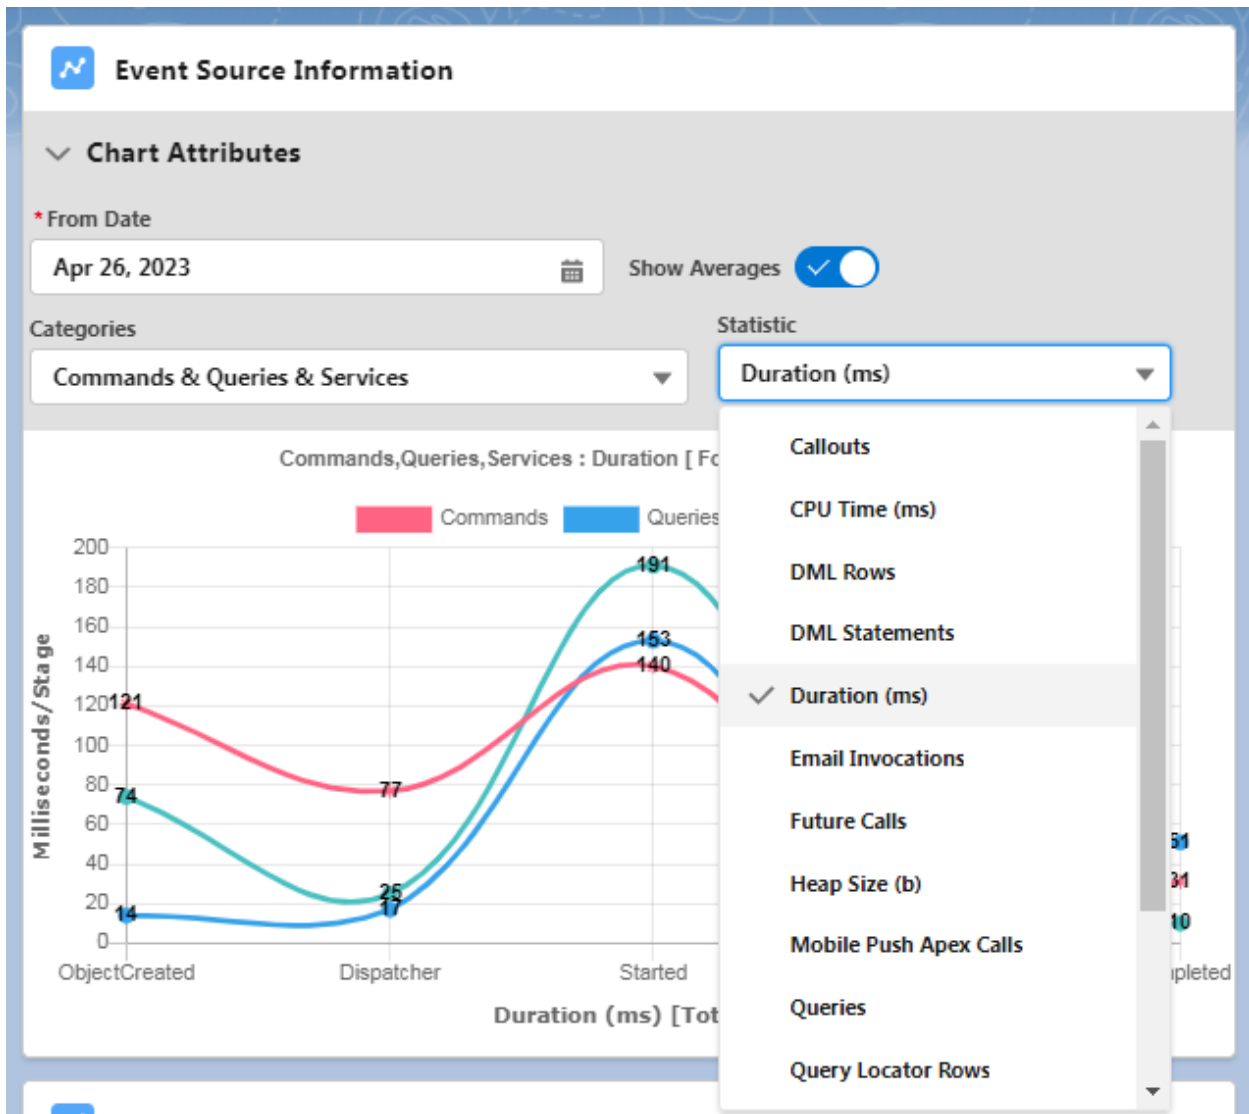 Event Source Information
Chart Attributes
* From Date
Apr 26, 2023
Show Averages
Categories
Statistic
Commands & Queries & Services
Duration (ms)
Callouts
CPU Time (ms)
DML Rows
DML Statements
Duration (ms)
Email Invocations
Future Calls
Heap Size (b)
Mobile Push Apex Calls
Queries
Query Locator Rows
Commands,Queries,Services : Duration [
Commands
Queries
Milliseconds/Stage
200
180
160
140
120
100
80
60
40
20
0
121
74
14
77
25
17
191
153
140
51
31
10
ObjectCreated
Dispatcher
Started
Duration (ms)